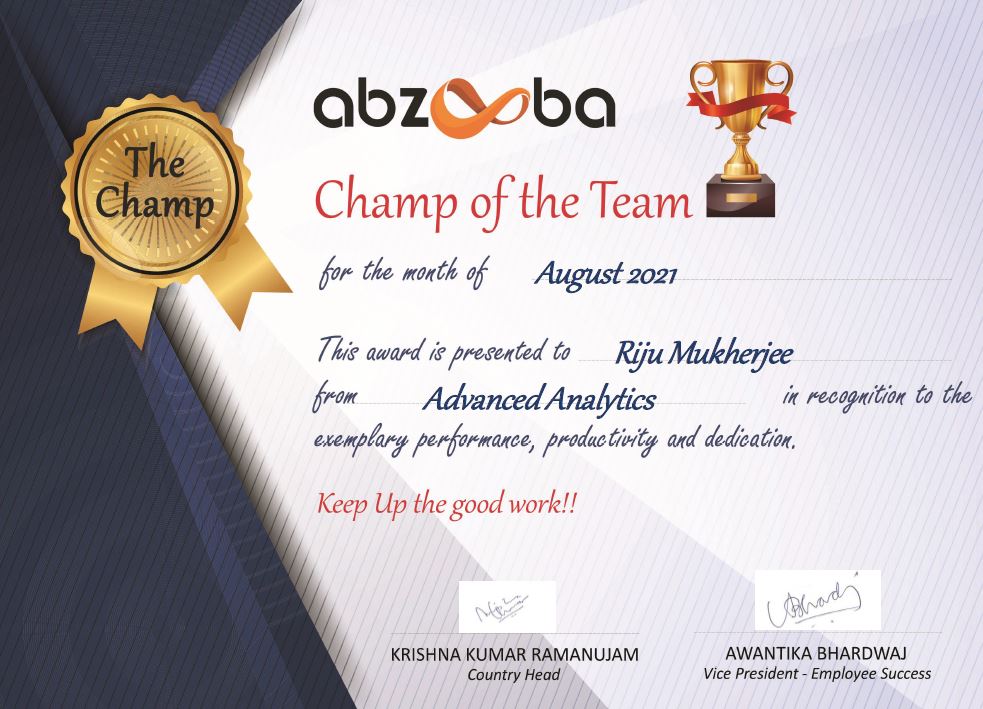 The
Champ
abzooba
Champ of the Team
for the month of August 2021
This award is presented to Riju Mukherjee
from Advanced Analytics in recognition to the
exemplary performance, productivity and dedication.
Keep Up the good work!!
KRISHNA KUMAR RAMANUJAM
Country Head
AWANTIKA BHARDWAJ
Vice President - Employee Success